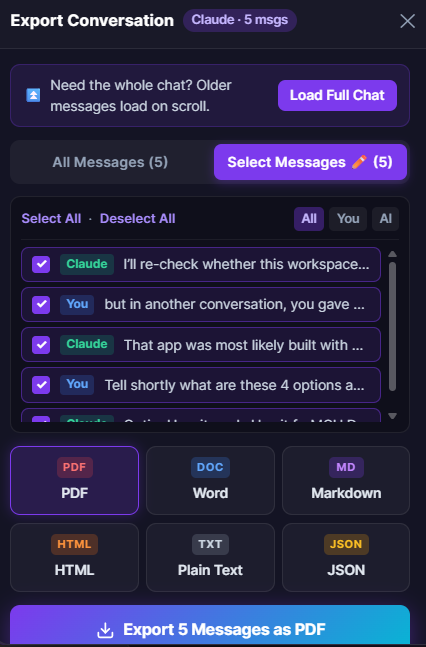 Export Conversation Claude · 5 msgs
Need the whole chat? Older
messages load on scroll.
Load Full Chat
All Messages (5) Select Messages (5)
Select All · Deselect All All You AI
Claude I'll re-check whether this workspace...
You but in another conversation, you gave ...
Claude That app was most likely built with ...
You Tell shortly what are these 4 options a...
PDF DOC MD
PDF Word Markdown
HTML TXT JSON
HTML Plain Text JSON
Export 5 Messages as PDF